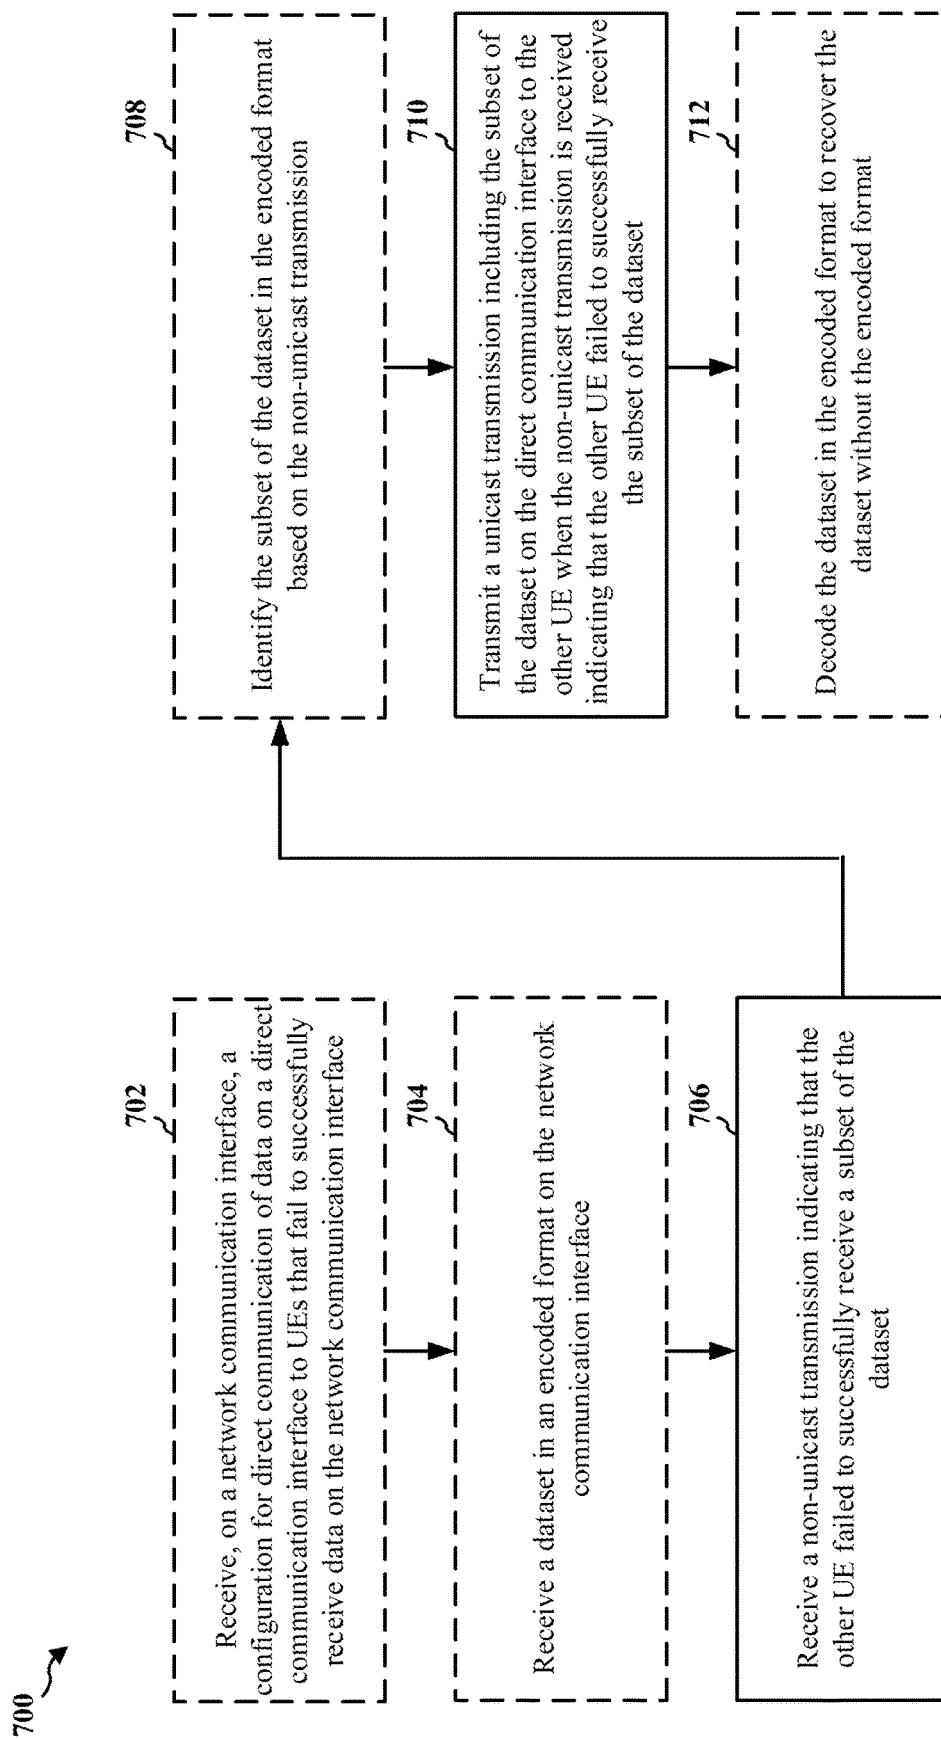 700
702
Receive, on a network communication interface, a
configuration for direct communication of data on a direct
communication interface to UEs that fail to successfully
receive data on the network communication interface
704
Receive a dataset in an encoded format on the network
communication interface
706
Receive a non-unicast transmission indicating that the
other UE failed to successfully receive a subset of the
dataset
708
Identify the subset of the dataset in the encoded format
based on the non-unicast transmission
710
Transmit a unicast transmission including the subset of
the dataset on the direct communication interface to the
other UE when the non-unicast transmission is received
indicating that the other UE failed to successfully receive
the subset of the dataset
712
Decode the dataset in the encoded format to recover the
dataset without the encoded format